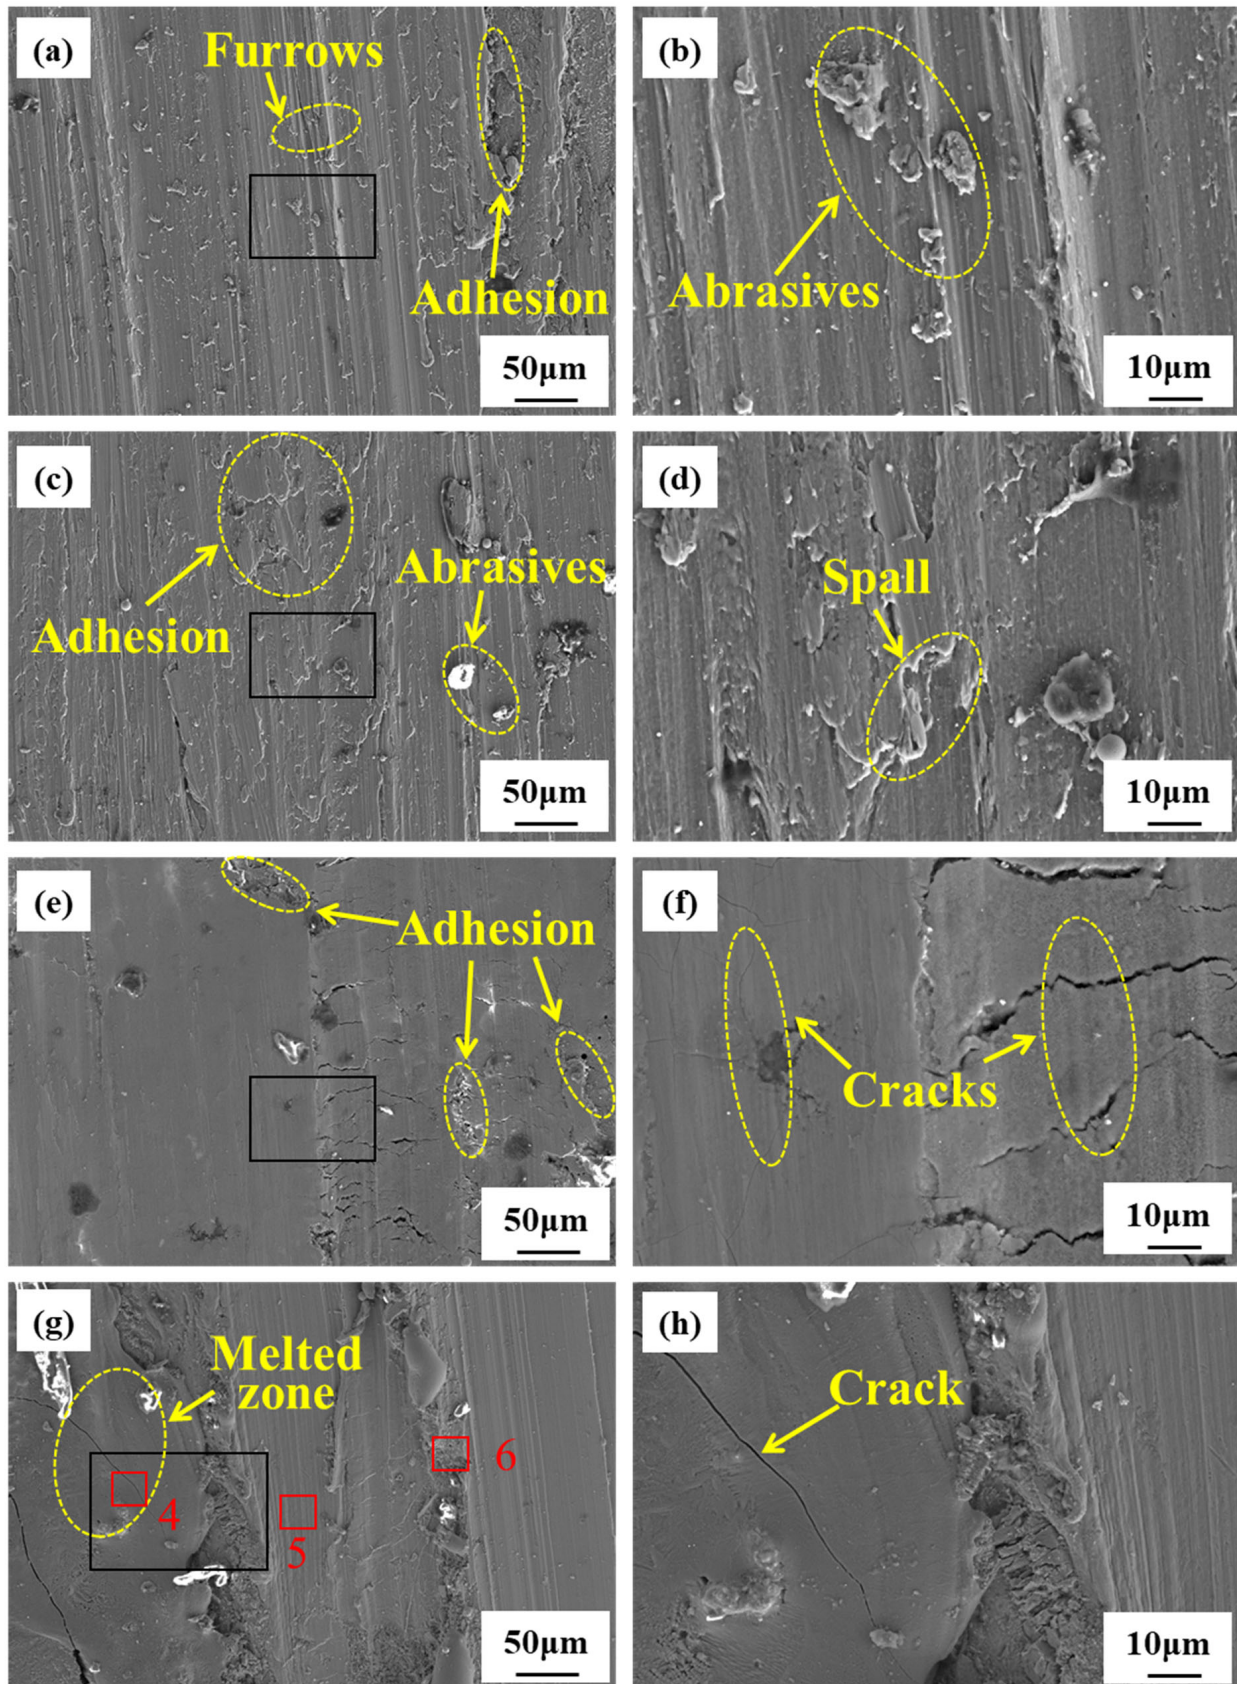 (a)
Furrows
Adhesion
50μm
(b)
Abrasives
10μm
(c)
Adhesion
Abrasives
50μm
(d)
Spall
10μm
(e)
Adhesion
50μm
(f)
Cracks
10μm
(g)
Melted
zone
4
5
6
50μm
(h)
Crack
10μm